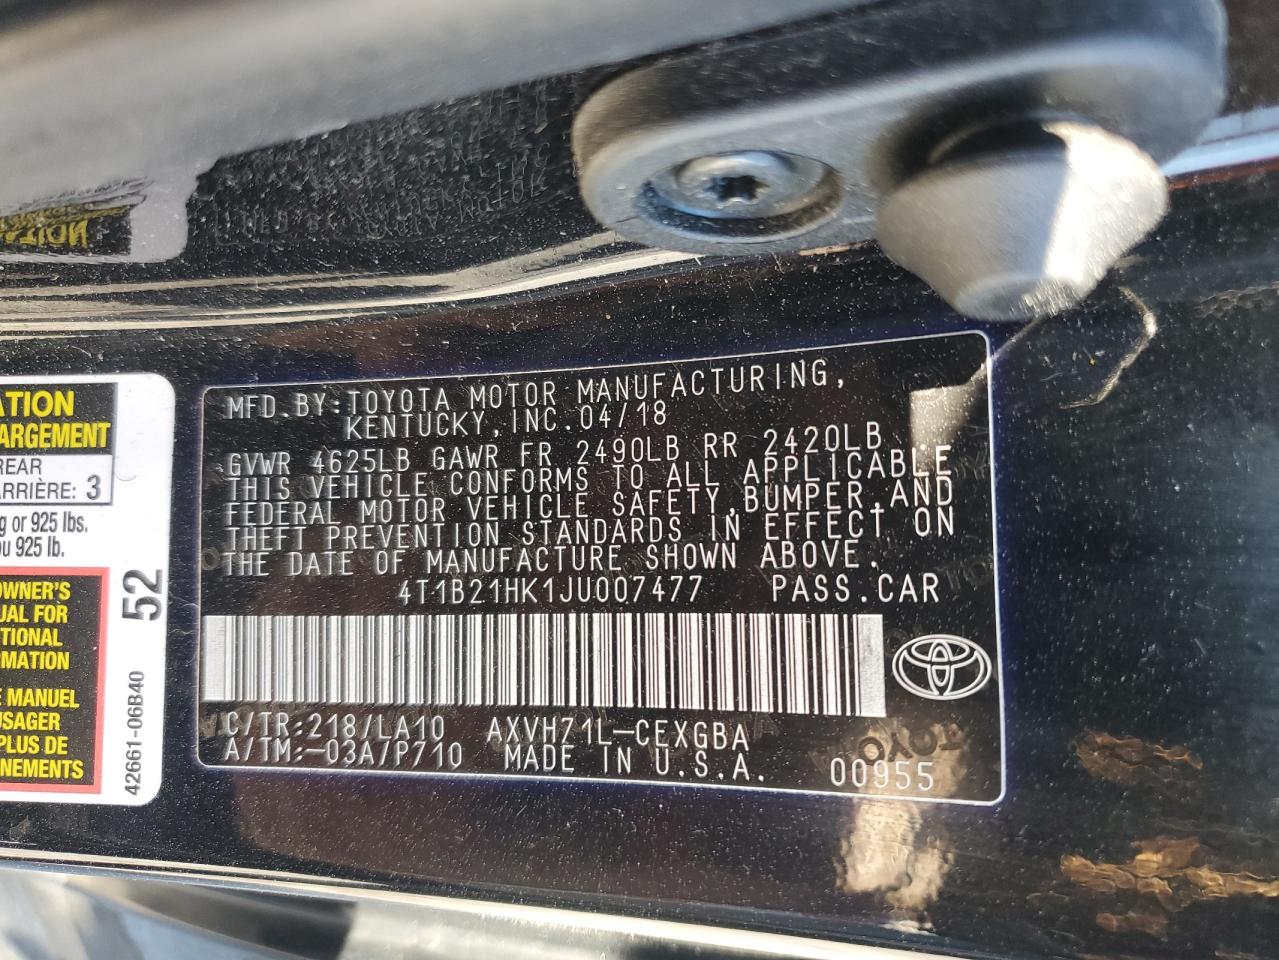 MFD.BY:TOYOTA MOTOR MANUFACTURING,
KENTUCKY,INC.04/18
GVWR 4625LB GAWR FR 2490LB RR 2420LB
THIS VEHICLE CONFORMS TO ALL APPLICABLE
FEDERAL MOTOR VEHICLE SAFETY,BUMPER,AND
THEFT PREVENTION STANDARDS IN EFFECT ON
THE DATE OF MANUFACTURE SHOWN ABOVE.
4T1B21HK1JU007477 PASS.CAR
C/TR:218/LA10 AXVH71L-CEXGBA
A/TM:-03A/P710 MADE IN U.S.A. 00955
ATION
ARGEMENT
REAR
ARRIÈRE: 3
g or 925 lbs.
ou 925 lb.
OWNER'S
UAL FOR
TIONAL
RMATION
E MANUEL
USAGER
PLUS DE
NEMENTS
52
42661-06B40